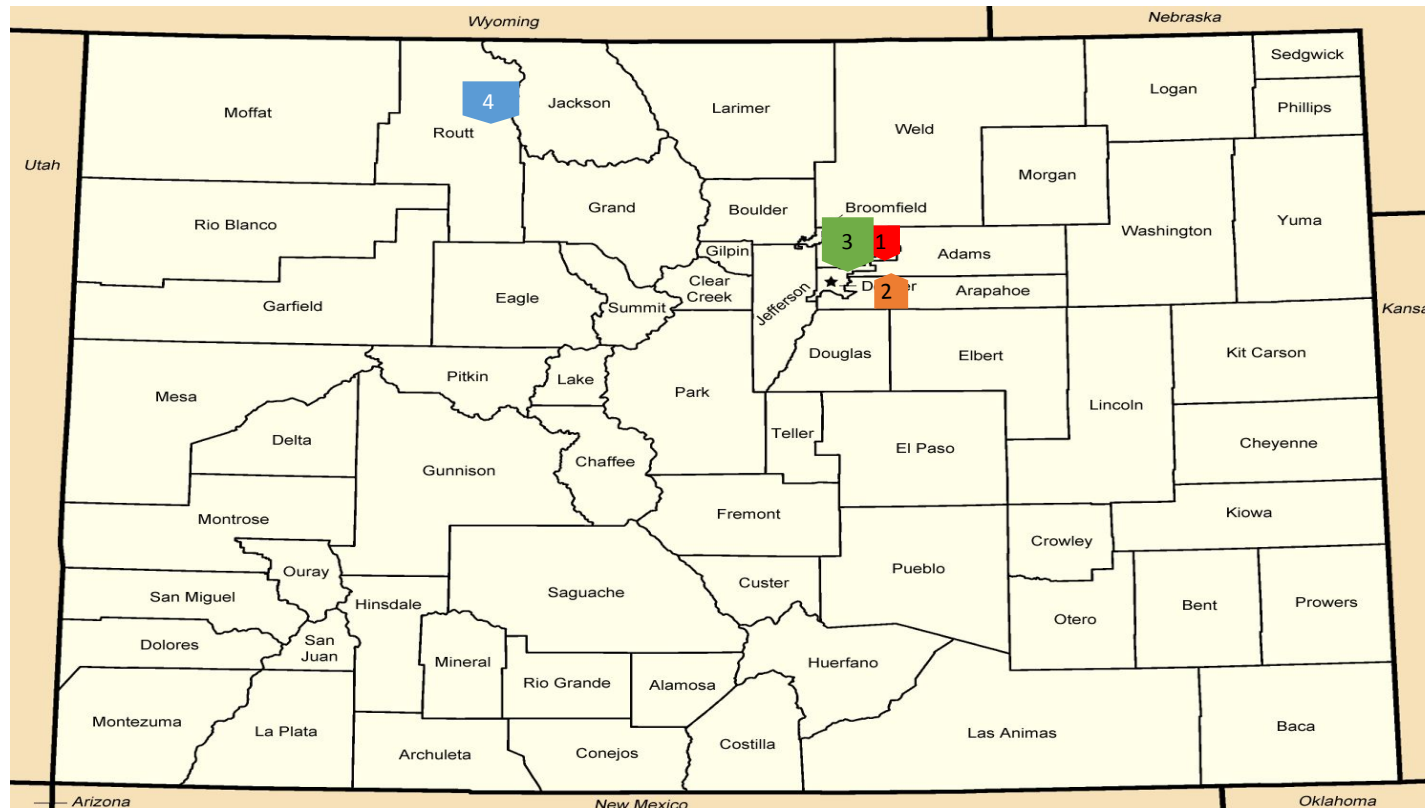 Wyoming
Nebraska
Sedgwick
Logan
Phillips
Moffat
4
Jackson
Larimer
Routt
Weld
Utah
Morgan
Rio Blanco
Grand
Boulder
Broomfield
Washington
Yuma
Gilpin
3
1
Adams
Clear
Creek
Eagle
Garfield
Summit
Jefferson
2
Arapahoe
Kansa
Douglas
Elbert
Kit Carson
Pitkin
Lake
Park
Mesa
Lincoln
Delta
Teller
El Paso
Cheyenne
Gunnison
Chaffee
Montrose
Fremont
Kiowa
Crowley
Ouray
Pueblo
San Miguel
Hinsdale
Saguache
Custer
Otero
Bent
Prowers
Dolores
San
Juan
Mineral
Huerfano
Rio Grande
Alamosa
Montezuma
La Plata
Las Animas
Baca
Archuleta
Conejos
Costilla
Arizona
New Mexico
Oklahoma